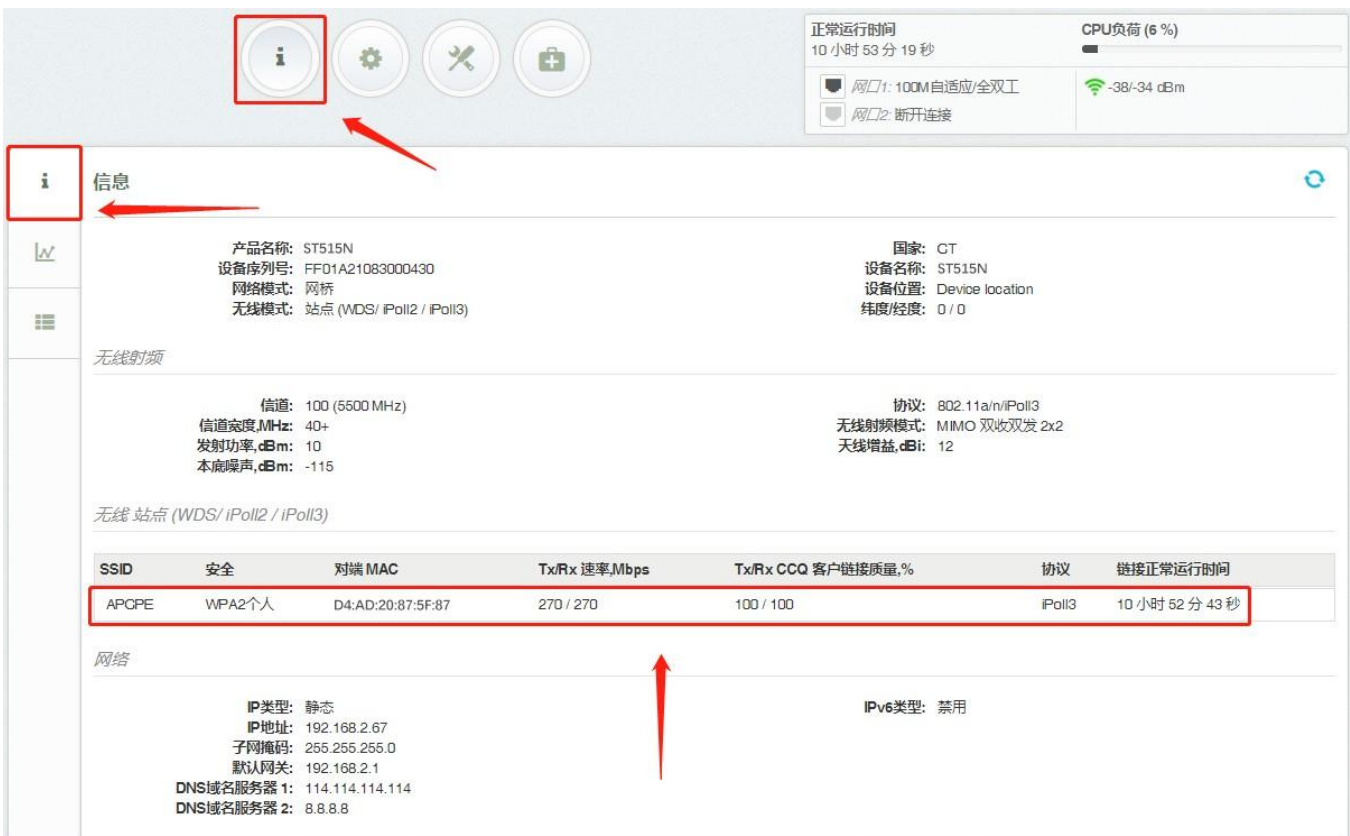 正常运行时间
10 小时 53 分 19 秒
CPU负荷 (6 %)
网口1: 100M自适应/全双工
网口2: 断开连接
-38/-34 dBm
信息
产品名称: ST515N
设备序列号: FF01A21083000430
网络模式: 网桥
无线模式: 站点 (WDS/ iPoll2 / iPoll3)
国家: CT
设备名称: ST515N
设备位置: Device location
纬度/经度: 0 / 0
无线射频
信道: 100 (5500 MHz)
信道宽度,MHz: 40+
发射功率,dBm: 10
本底噪声,dBm: -115
协议: 802.11a/n/iPoll3
无线射频模式: MIMO 双收双发 2x2
天线增益,dBi: 12
无线 站点 (WDS/ iPoll2 / iPoll3)
SSID 安全 对端 MAC Tx/Rx 速率,Mbps Tx/Rx CCQ 客户链接质量,% 协议 链接正常运行时间
APCPE WPA2个人 D4:AD:20:87:5F:87 270 / 270 100 / 100 iPoll3 10 小时 52 分 43 秒
网络
IP类型: 静态
IP地址: 192.168.2.67
子网掩码: 255.255.255.0
默认网关: 192.168.2.1
DNS域名服务器 1: 114.114.114.114
DNS域名服务器 2: 8.8.8.8
IPv6类型: 禁用